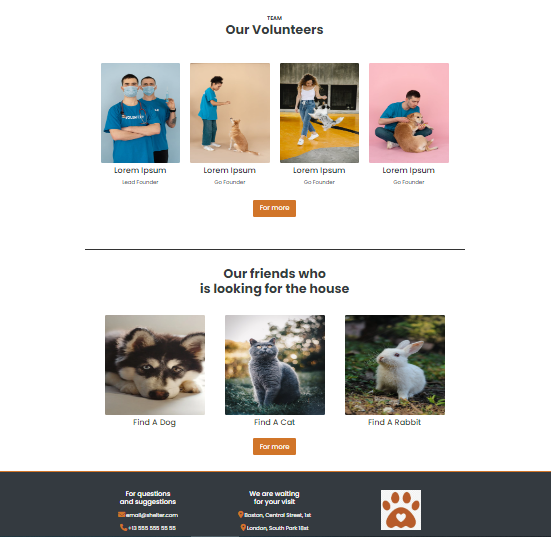 TEAM
Our Volunteers
VOLUNTEER
Lorem Ipsum
Lorem Ipsum
Lorem Ipsum
Lorem Ipsum
Lead Founder
Go Founder
Go Founder
Go Founder
For more
Our friends who
is looking for the house
Find A Dog
Find A Cat
Find A Rabbit
For more
For questions
and suggestions
email@shelter.com
+13 555 555 55 55
We are waiting
for your visit
Boston, Central Street, 1st
London, South Park 18st